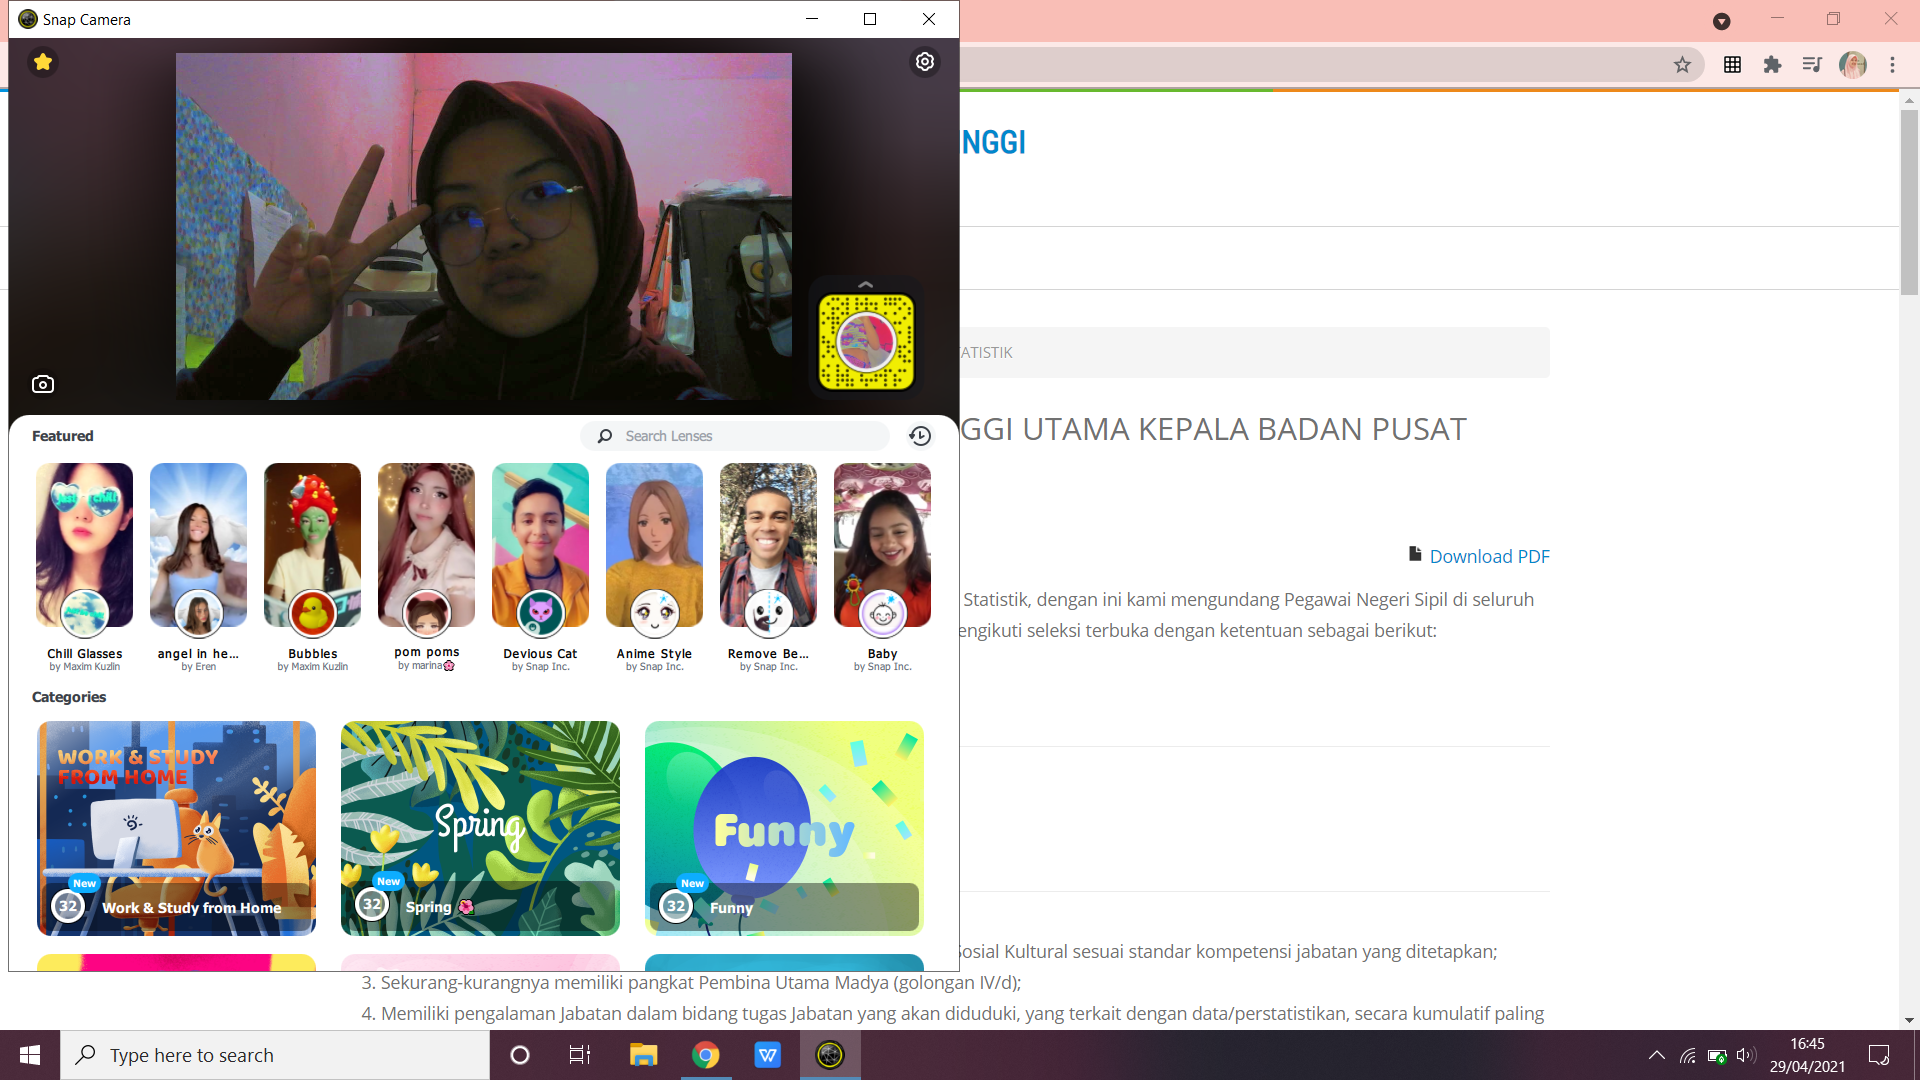 Snap Camera
NGGI
ATISTIK
Featured
Search Lenses
GGI UTAMA KEPALA BADAN PUSAT
Download PDF
Statistik, dengan ini kami mengundang Pegawai Negeri Sipil di seluruh
engikuti seleksi terbuka dengan ketentuan sebagai berikut:
Chill Glasses
by Maxim Kuzlin
angel in he...
by Eren
Bubbles
by Maxim Kuzlin
pom poms
by marina🌸
Devious Cat
by Snap Inc.
Anime Style
by Snap Inc.
Remove Be...
by Snap Inc.
Baby
by Snap Inc.
Categories
WORK & STUDY
FROM HOME
New
32
Work & Study from Home
Spring
New
32
Spring 🌺
Funny
New
32
Funny
Sosial Kultural sesuai standar kompetensi jabatan yang ditetapkan;
3. Sekurang-kurangnya memiliki pangkat Pembina Utama Madya (golongan IV/d);
4. Memiliki pengalaman Jabatan dalam bidang tugas Jabatan yang akan diduduki, yang terkait dengan data/perstatistikan, secara kumulatif paling
Type here to search
16:45
29/04/2021